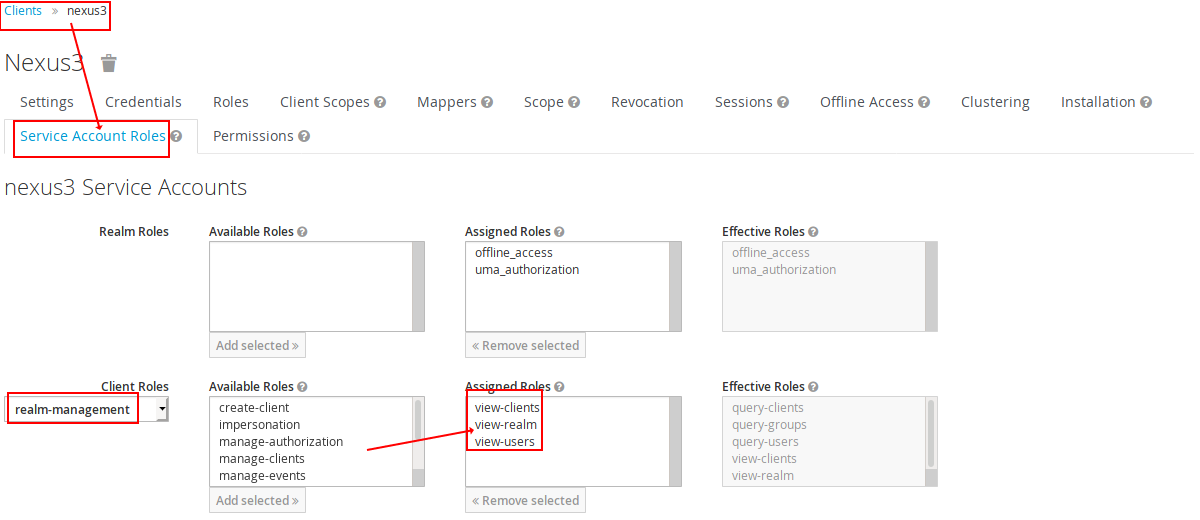 Clients » nexus3
Nexus3
Settings Credentials Roles Client Scopes ? Mappers ? Scope ? Revocation Sessions ? Offline Access ? Clustering Installation ?
Service Account Roles ? Permissions ?
nexus3 Service Accounts
Realm Roles Available Roles ? Assigned Roles ? Effective Roles ?
offline_access offline_access
uma_authorization uma_authorization
Add selected » « Remove selected
Client Roles Available Roles ? Assigned Roles ? Effective Roles ?
realm-management create-client view-clients query-clients
impersonation view-realm query-groups
manage-authorization view-users query-users
manage-clients view-clients
manage-events view-realm
Add selected » « Remove selected